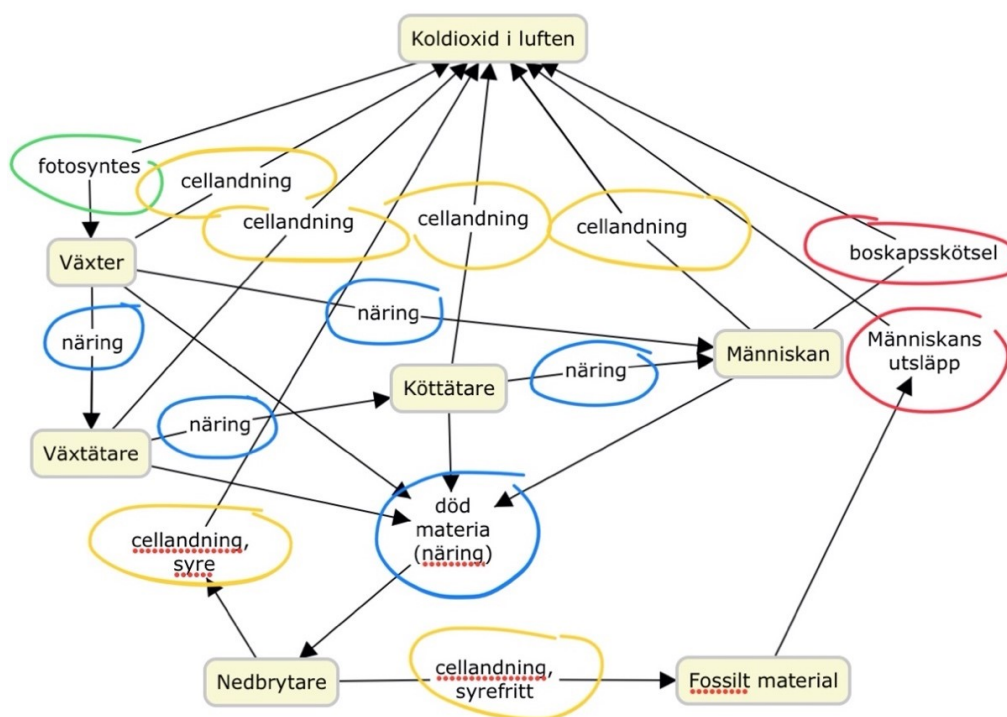 Koldioxid i luften
fotosyntes
cellandning
cellandning
cellandning
cellandning
boskapsskötsel
Växter
näring
näring
Människan
Människans
utsläpp
näring
Köttätare
näring
näring
Växtätare
död
materia
(näring)
cellandning,
syre
Nedbrytare
cellandning,
syrefritt
Fossilt material